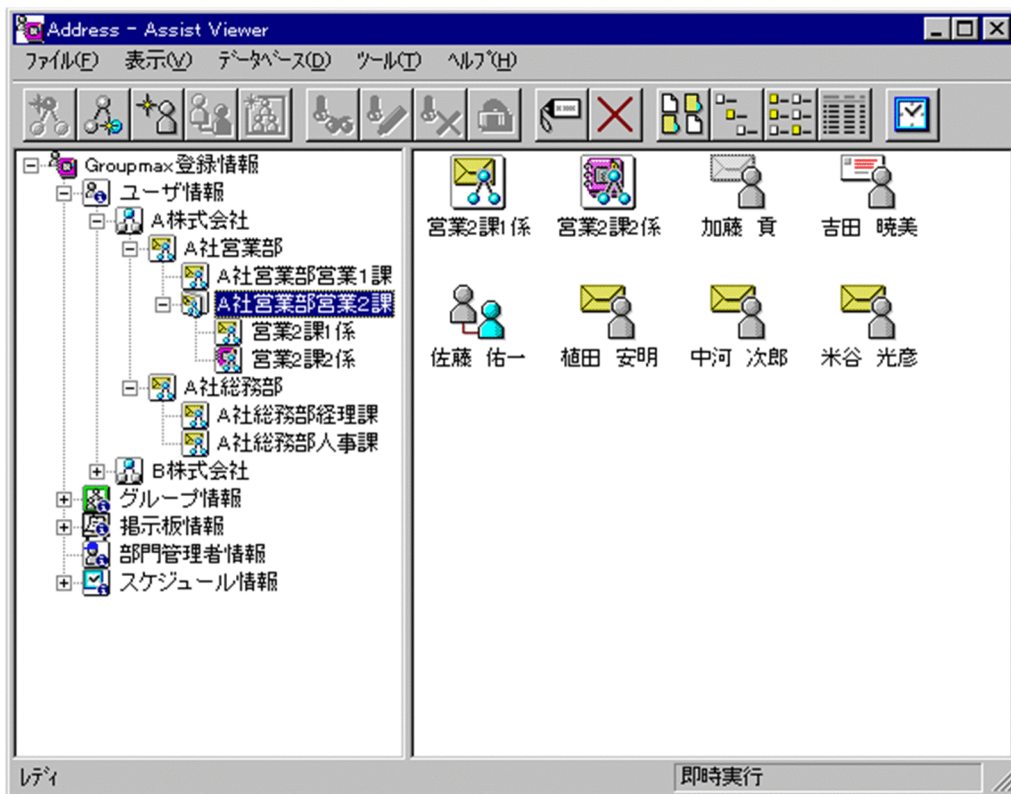 Address - Assist Viewer
ファイル(F) 表示(V) データベース(D) ツール(T) ヘルプ(H)
Groupmax登録情報
ユーザ情報
A株式会社
A社営業部
A社営業部営業1課
A社営業部営業2課
営業2課1係
営業2課2係
A社総務部
A社総務部経理課
A社総務部人事課
B株式会社
グループ情報
掲示板情報
部門管理者情報
スケジュール情報
営業2課1係 営業2課2係 加藤 貢 吉田 暁美
佐藤 佑一 植田 安明 中河 次郎 米谷 光彦
レディ 即時実行